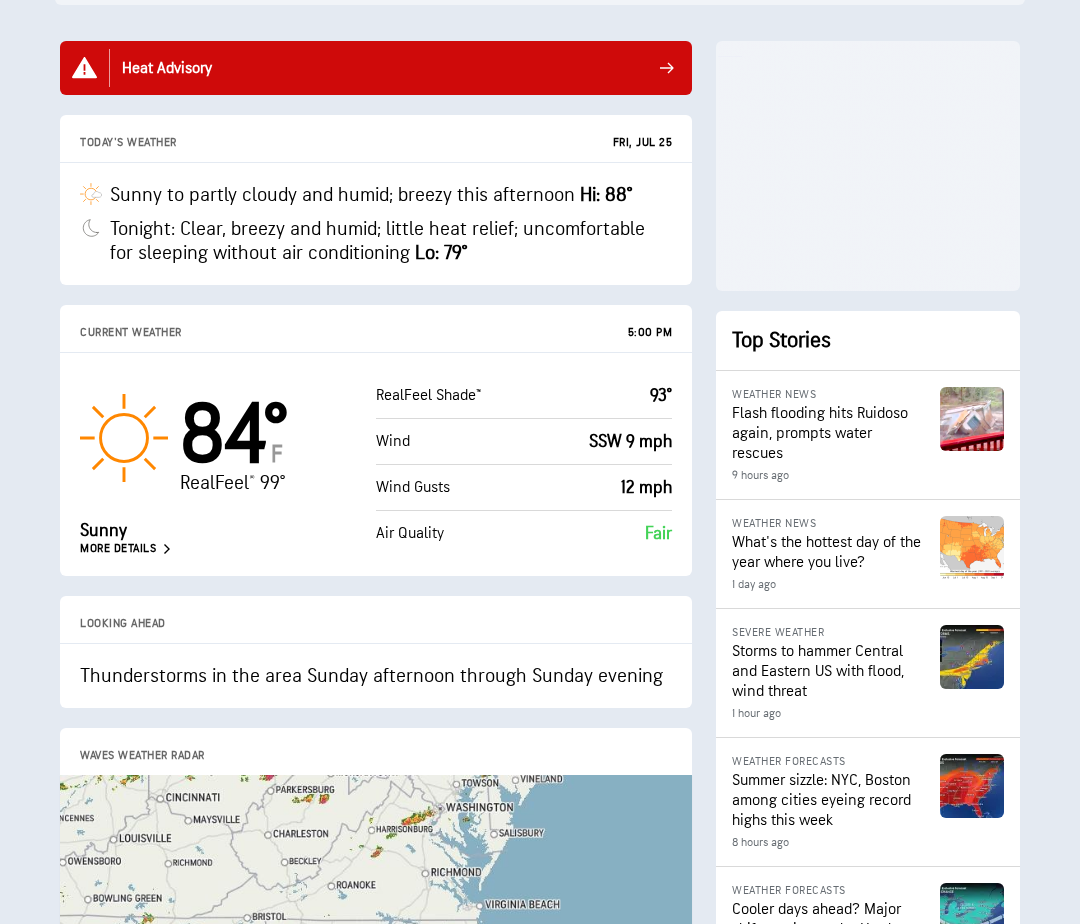 Heat Advisory
TODAY'S WEATHER
FRI, JUL 25
Sunny to partly cloudy and humid; breezy this afternoon Hi: 88°
Tonight: Clear, breezy and humid; little heat relief; uncomfortable
for sleeping without air conditioning Lo: 79°
CURRENT WEATHER
5:00 PM
84°
F
RealFeel® 99°
Sunny
MORE DETAILS
RealFeel Shade™
93°
Wind
SSW 9 mph
Wind Gusts
12 mph
Air Quality
Fair
LOOKING AHEAD
Thunderstorms in the area Sunday afternoon through Sunday evening
WAVES WEATHER RADAR
TOWSON
VINELAND
PARKERSBURG
CINCINNATI
WASHINGTON
NCENNES
MAYSVILLE
HARRISONBURG
LOUISVILLE
CHARLESTON
SALISBURY
OWENSBORO
RICHMOND
BECKLEY
RICHMOND
ROANOKE
BOWLING GREEN
VIRGINIA BEACH
BRISTOL
Top Stories
WEATHER NEWS
Flash flooding hits Ruidoso
again, prompts water
rescues
9 hours ago
WEATHER NEWS
What's the hottest day of the
year where you live?
1 day ago
SEVERE WEATHER
Storms to hammer Central
and Eastern US with flood,
wind threat
1 hour ago
WEATHER FORECASTS
Summer sizzle: NYC, Boston
among cities eyeing record
highs this week
8 hours ago
WEATHER FORECASTS
Cooler days ahead? Major